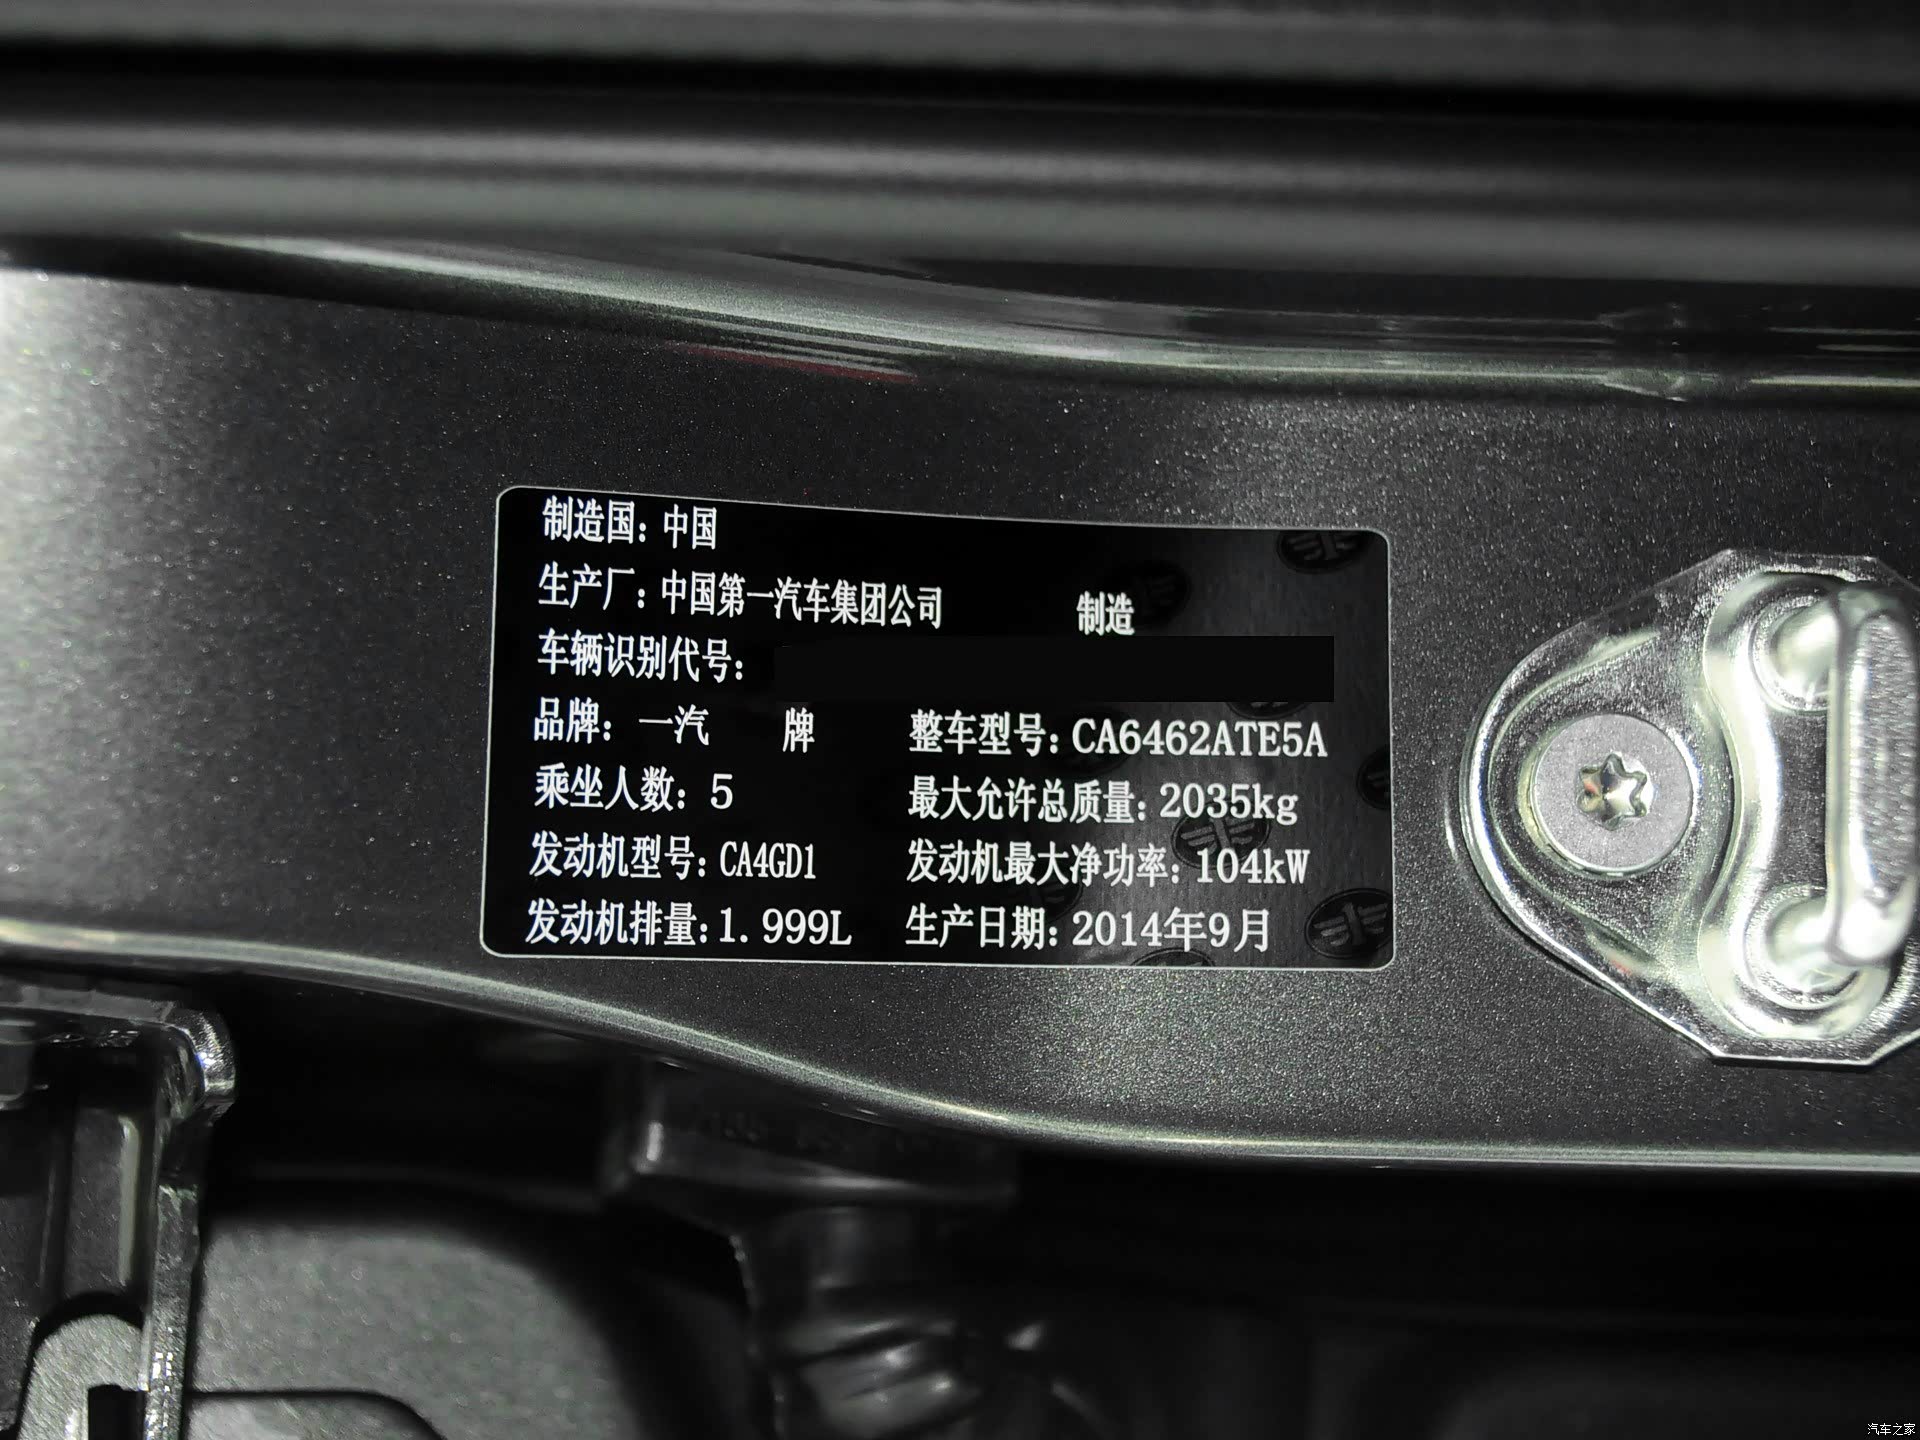 制造国：中国
生产厂：中国第一汽车集团公司 制造
车辆识别代号：
品牌：一汽 牌 整车型号：CA6462ATE5A
乘坐人数：5 最大允许总质量：2035kg
发动机型号：CA4GD1 发动机最大净功率：104kW
发动机排量：1.999L 生产日期：2014年9月
汽车之家